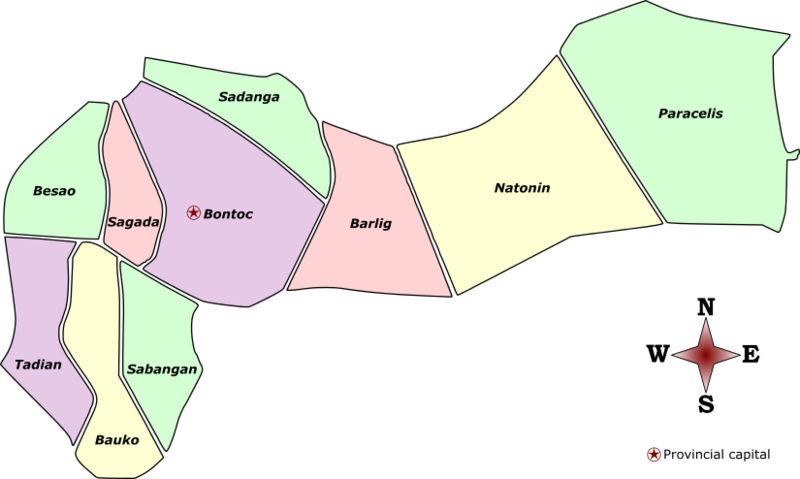 Sadanga
Paracelis
Besao
Natonin
Sagada
Bontoc
Barlig
Tadian
Sabangan
Bauko
N
W E
S
Provincial capital